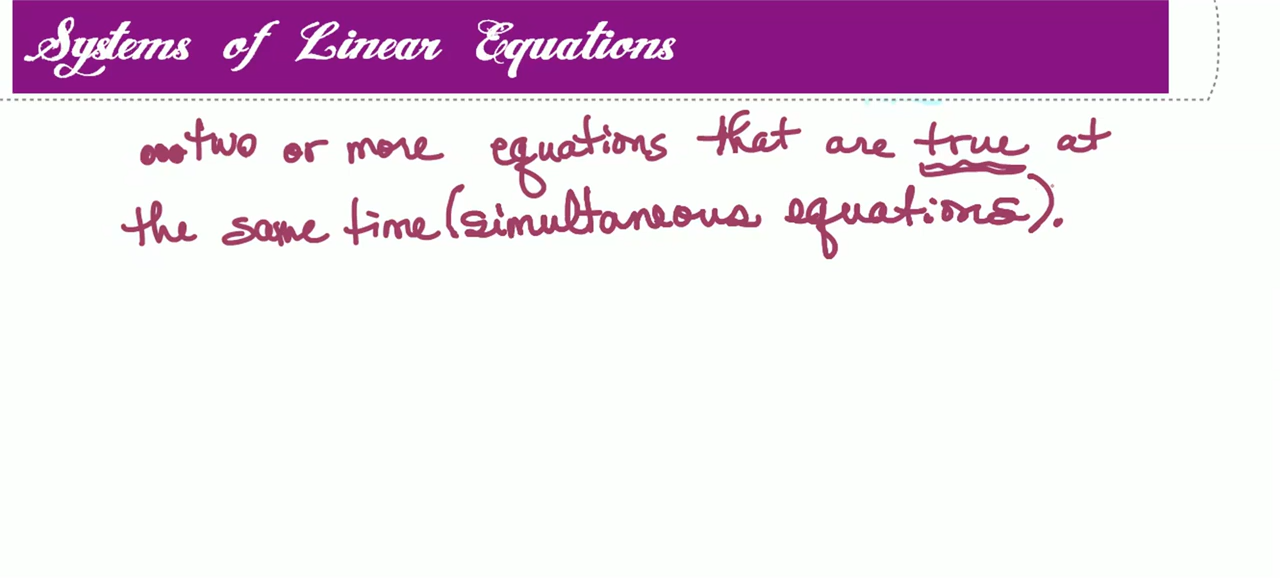 Systems of Linear Equations
...two or more equations that are true at
the same time (simultaneous equations).